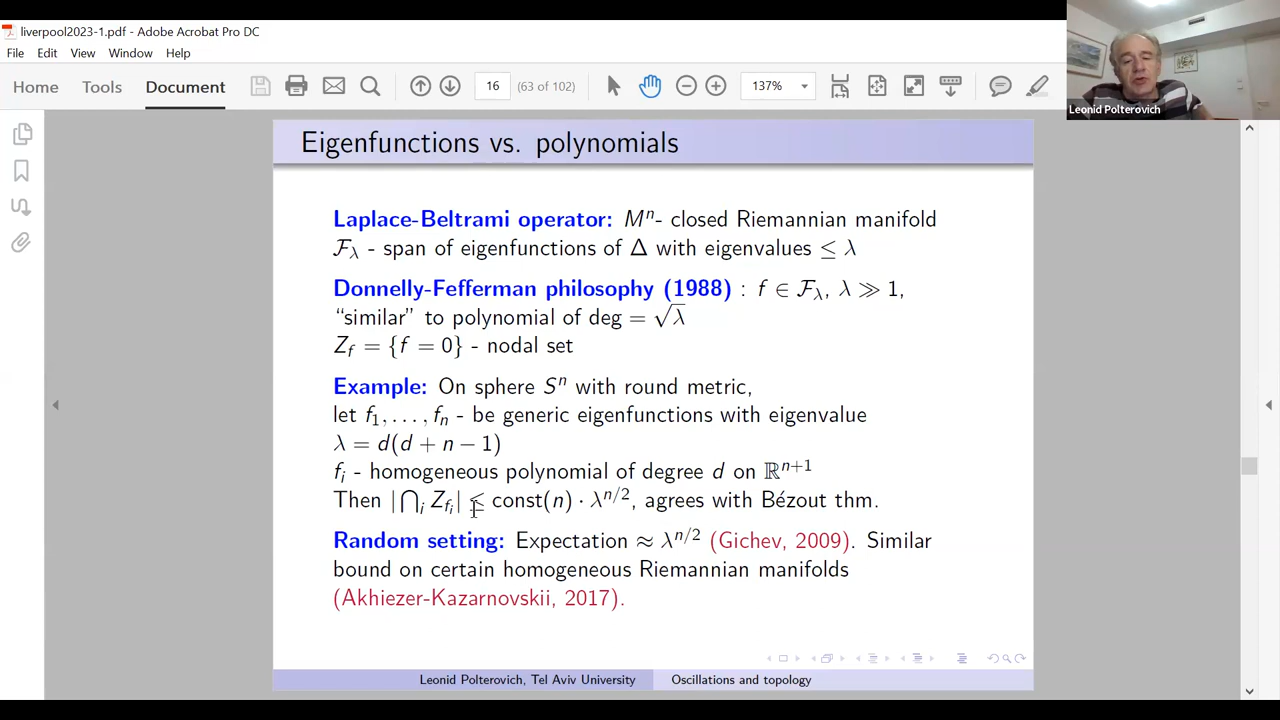 liverpool2023-1.pdf - Adobe Acrobat Pro DC
File Edit View Window Help
Home Tools Document 16 (63 of 102) 137%
Leonid Polterovich
Eigenfunctions vs. polynomials
Laplace-Beltrami operator: Mⁿ- closed Riemannian manifold
𝓕_λ - span of eigenfunctions of Δ with eigenvalues ≤ λ
Donnelly-Fefferman philosophy (1988) : f ∈ 𝓕_λ, λ ≫ 1,
“similar” to polynomial of deg = √λ
Z_f = {f = 0} - nodal set
Example: On sphere Sⁿ with round metric,
let f₁, . . . , fₙ - be generic eigenfunctions with eigenvalue
λ = d(d + n − 1)
f_i - homogeneous polynomial of degree d on ℝⁿ⁺¹
Then |⋂_i Z_{f_i}| ≤ const(n) · λ^{n/2}, agrees with Bézout thm.
Random setting: Expectation ≈ λ^{n/2} (Gichev, 2009). Similar
bound on certain homogeneous Riemannian manifolds
(Akhiezer-Kazarnovskii, 2017).
Leonid Polterovich, Tel Aviv University Oscillations and topology